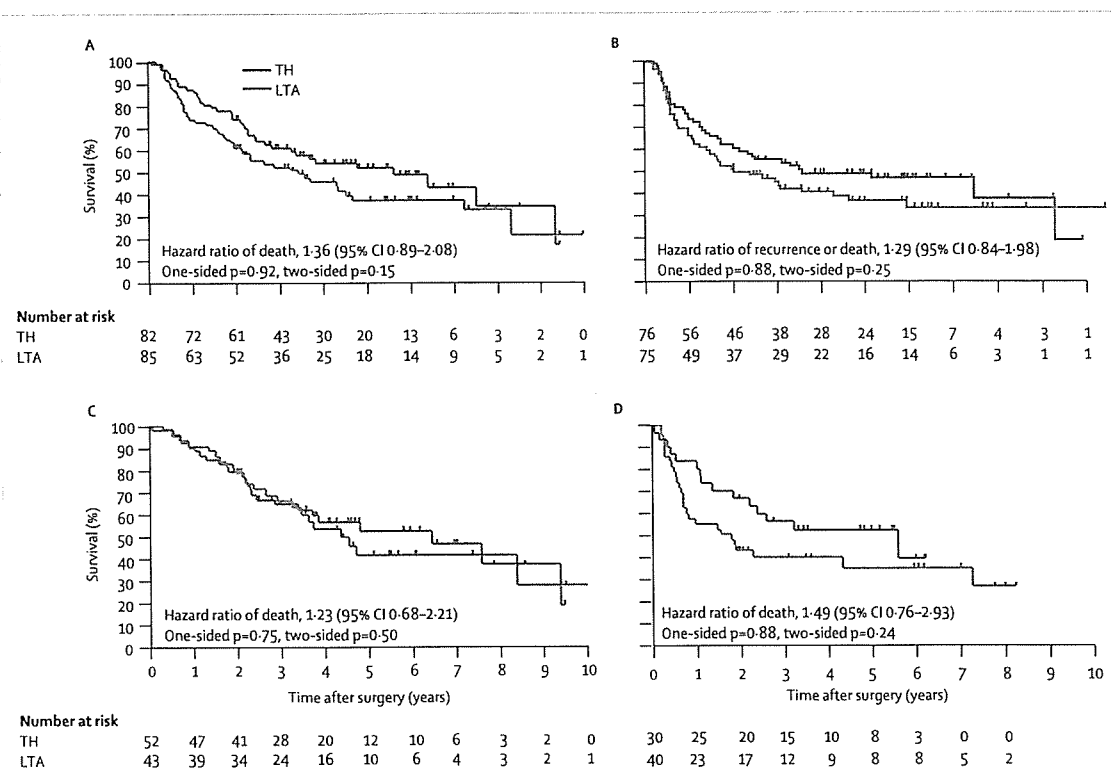 A
100
90
80
70
60
50
40
30
20
10
0
Survival (%)
TH
LTA
Hazard ratio of death, 1·36 (95% CI 0·89–2·08)
One-sided p=0·92, two-sided p=0·15
B
Hazard ratio of recurrence or death, 1·29 (95% CI 0·84–1·98)
One-sided p=0·88, two-sided p=0·25
Number at risk
TH 82 72 61 43 30 20 13 6 3 2 0
LTA 85 63 52 36 25 18 14 9 5 2 1
76 56 46 38 28 24 15 7 4 3 1
75 49 37 29 22 16 14 6 3 1 1
C
100
90
80
70
60
50
40
30
20
10
0
Survival (%)
Hazard ratio of death, 1·23 (95% CI 0·68–2·21)
One-sided p=0·75, two-sided p=0·50
0 1 2 3 4 5 6 7 8 9 10
Time after surgery (years)
D
Hazard ratio of death, 1·49 (95% CI 0·76–2·93)
One-sided p=0·88, two-sided p=0·24
0 1 2 3 4 5 6 7 8 9 10
Time after surgery (years)
Number at risk
TH 52 47 41 28 20 12 10 6 3 2 0
LTA 43 39 34 24 16 10 6 4 3 2 1
30 25 20 15 10 8 3 0 0
40 23 17 12 9 8 8 5 2